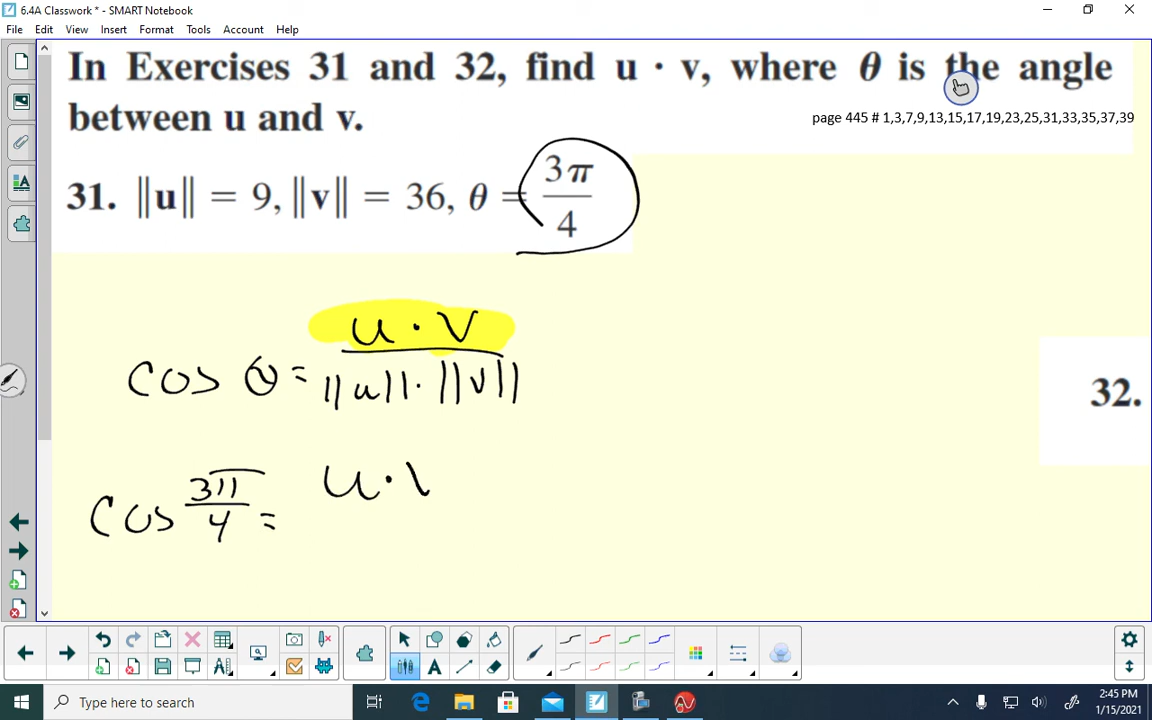 6.4A Classwork * - SMART Notebook
File Edit View Insert Format Tools Account Help
In Exercises 31 and 32, find u · v, where θ is the angle
between u and v.
page 445 # 1,3,7,9,13,15,17,19,23,25,31,33,35,37,39
31. ||u|| = 9, ||v|| = 36, θ = 3π/4
cos θ = u · v / ||u|| · ||v||
32.
cos 3π/4 = u ·
Type here to search
2:45 PM
1/15/2021